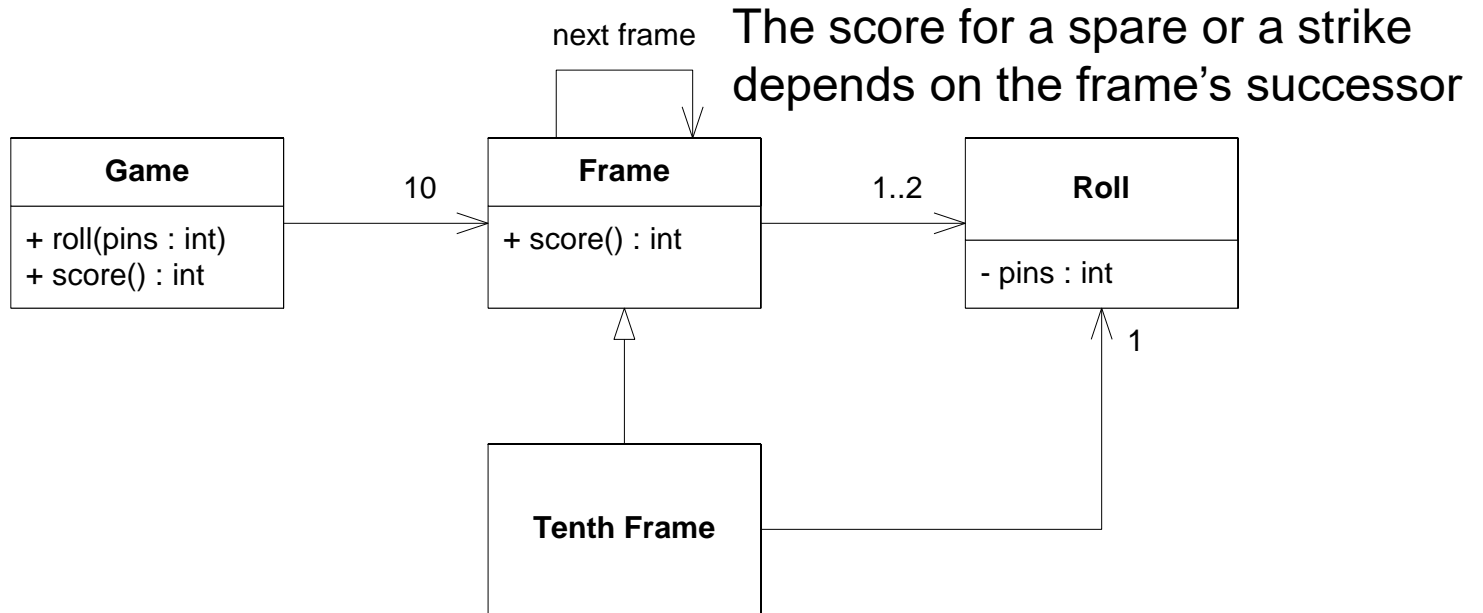 next frame
The score for a spare or a strike
depends on the frame’s successor
Game
+ roll(pins : int)
+ score() : int
10
Frame
+ score() : int
1..2
Roll
- pins : int
1
Tenth Frame